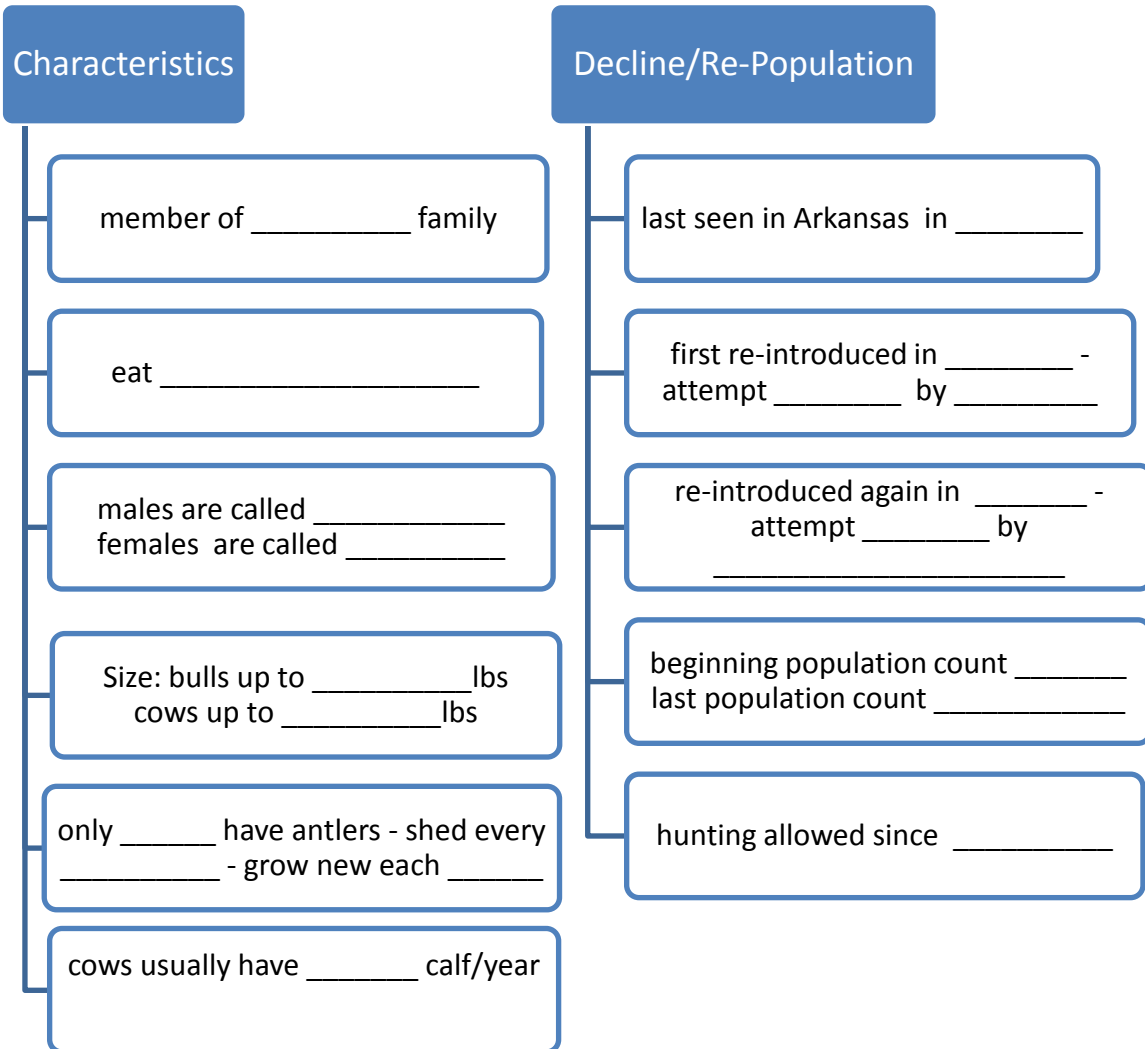 Characteristics
member of __________ family
eat ____________________
males are called ____________
females  are called __________
Size: bulls up to __________lbs
cows up to __________lbs
only ______ have antlers - shed every
__________ - grow new each ______
cows usually have _______ calf/year
Decline/Re-Population
last seen in Arkansas  in ________
first re-introduced in ________ -
attempt ________  by _________
re-introduced again in  _______ -
attempt ________ by
______________________
beginning population count _______
last population count ____________
hunting allowed since  __________